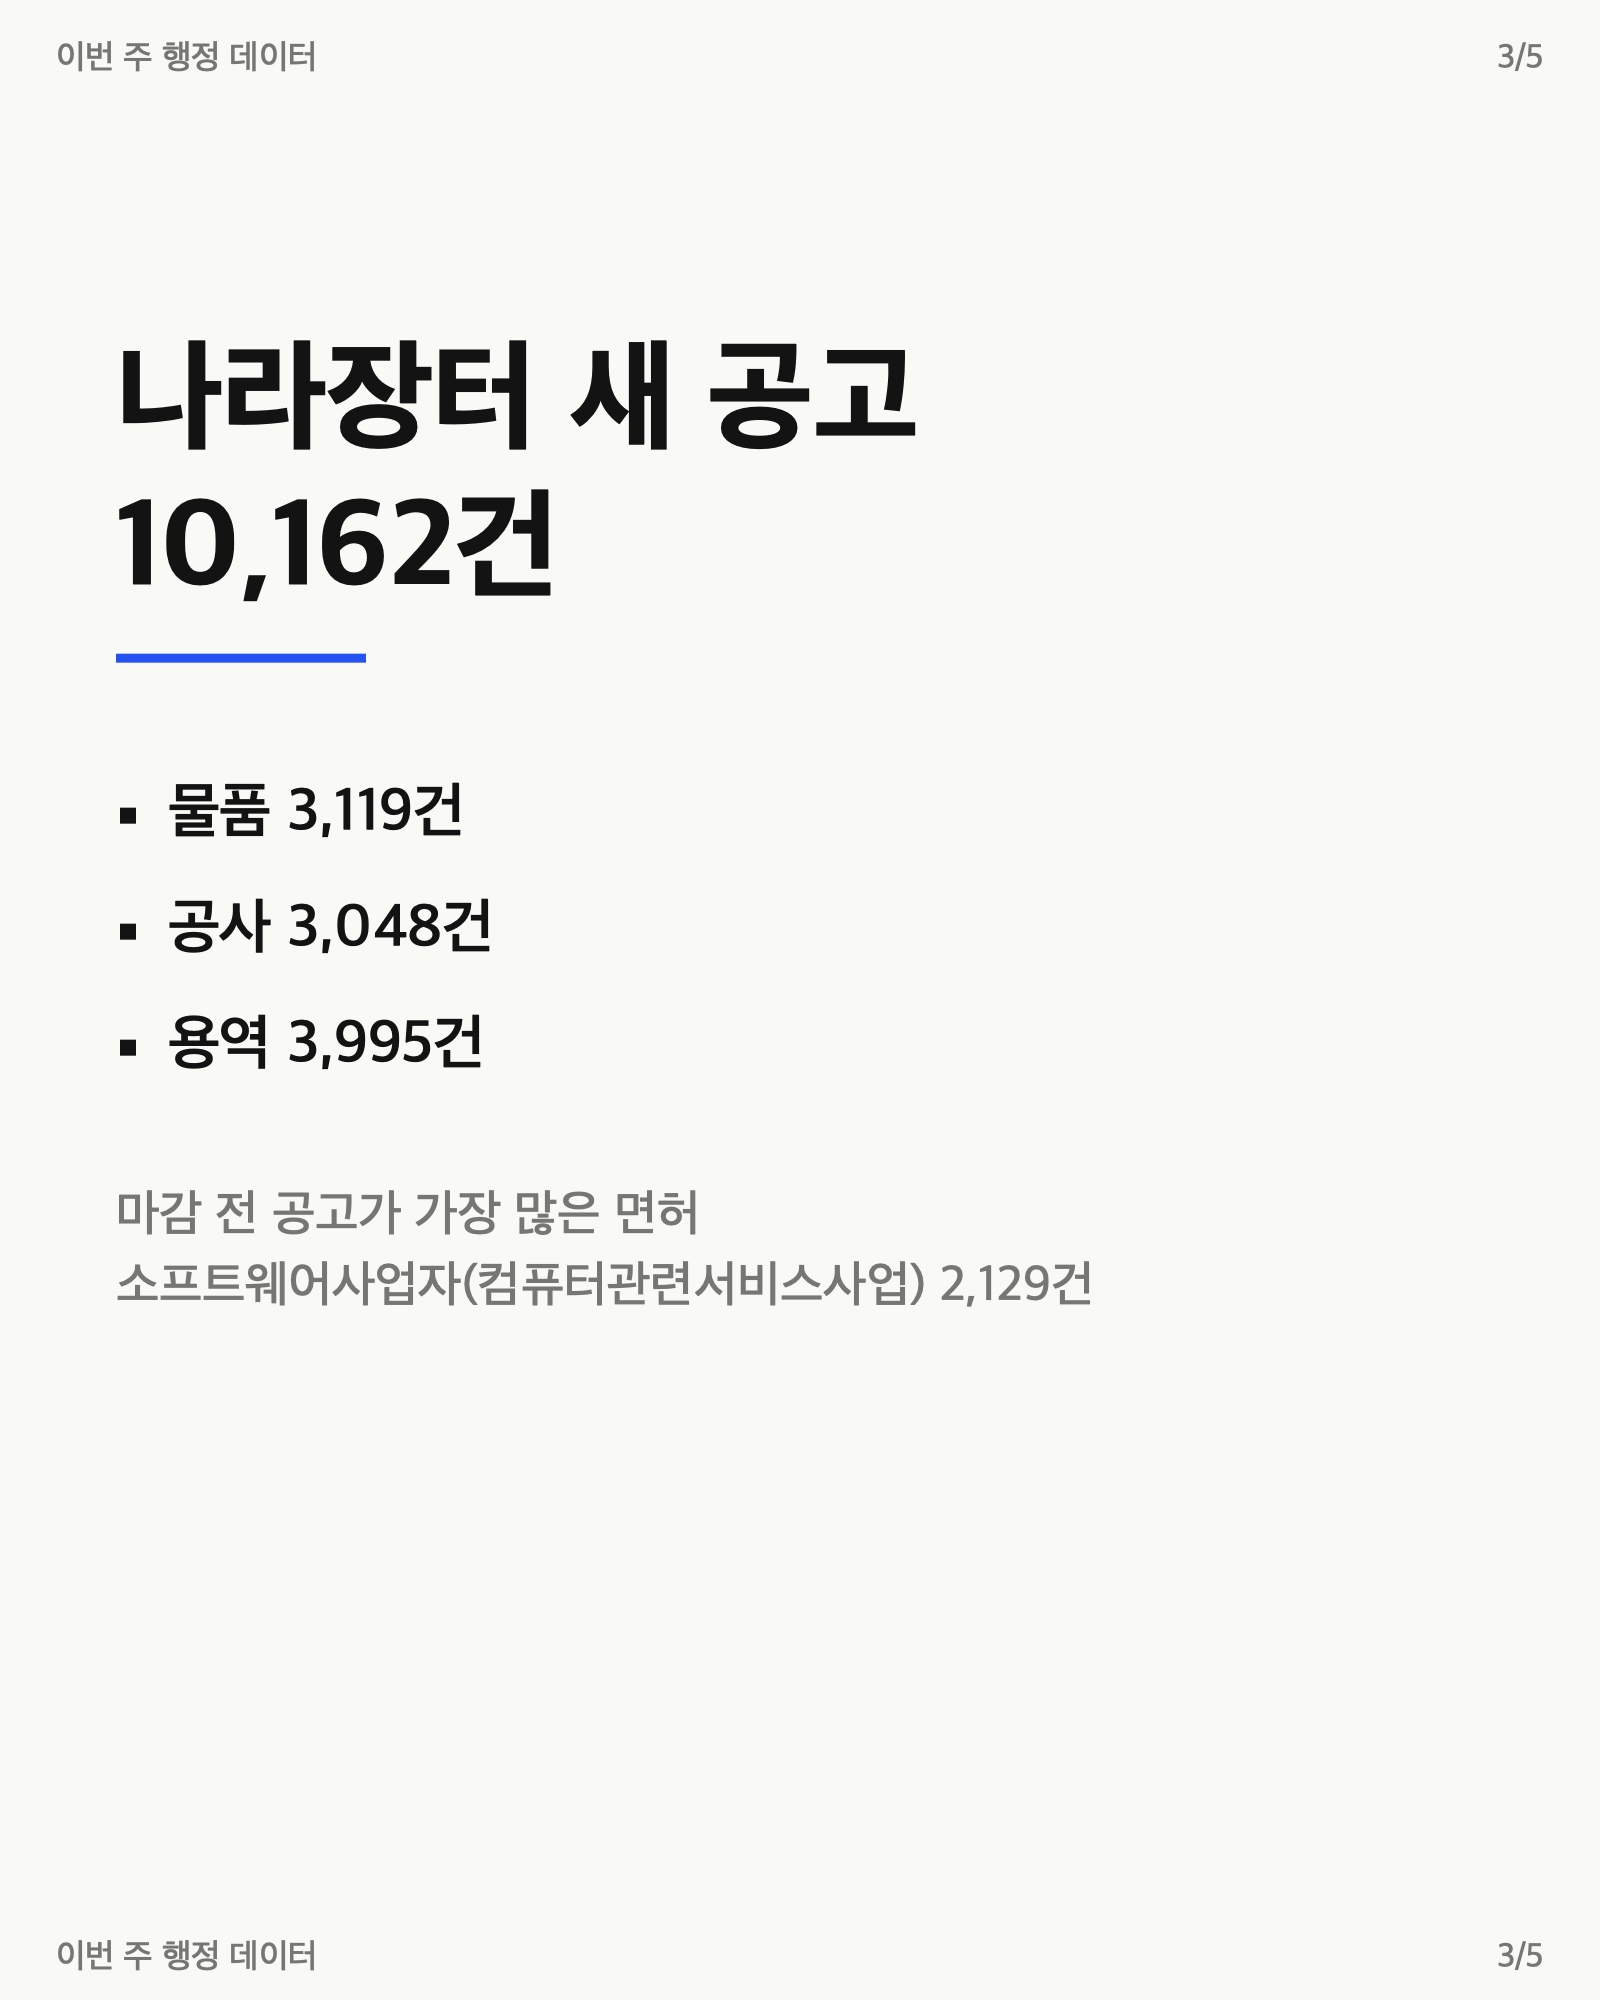 이번 주 행정 데이터
3/5
나라장터 새 공고
10,162건
▪ 물품 3,119건
▪ 공사 3,048건
▪ 용역 3,995건
마감 전 공고가 가장 많은 면허
소프트웨어사업자(컴퓨터관련서비스사업) 2,129건
이번 주 행정 데이터
3/5